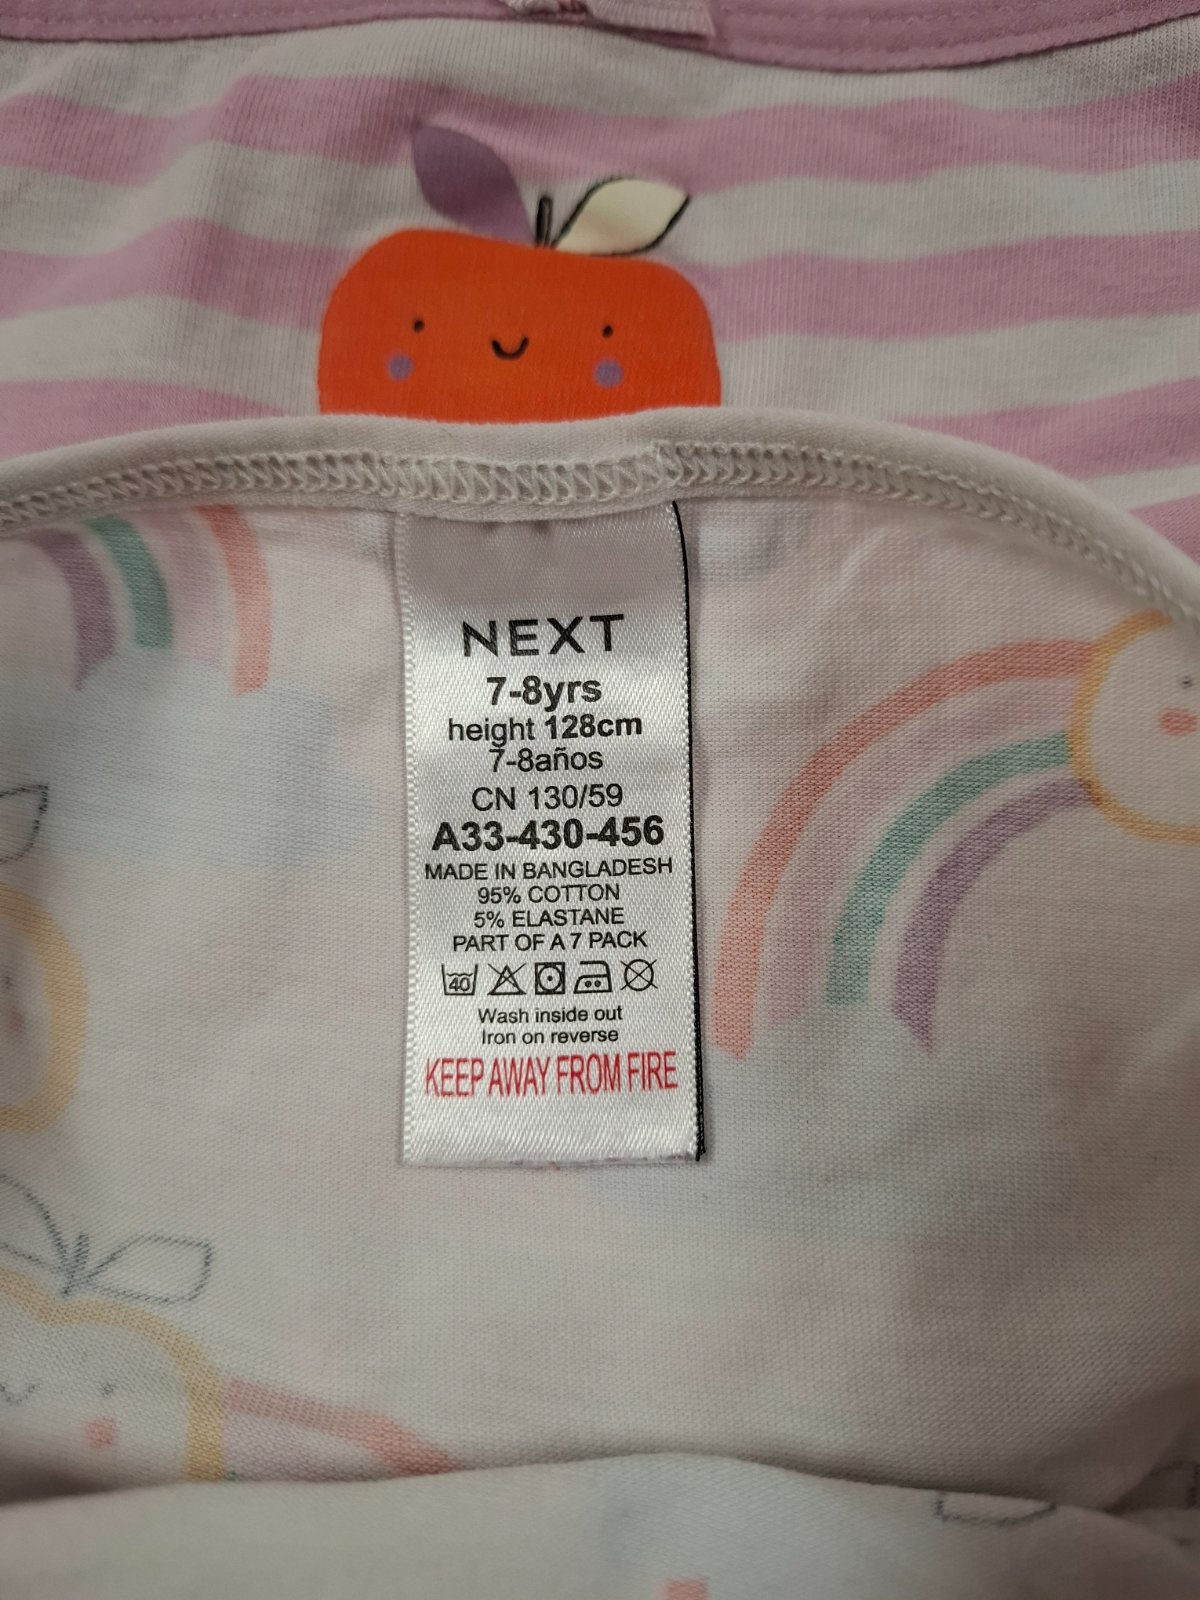 NEXT
7-8yrs
height 128cm
7-8años
CN 130/59
A33-430-456
MADE IN BANGLADESH
95% COTTON
5% ELASTANE
PART OF A 7 PACK
40
Wash inside out
Iron on reverse
KEEP AWAY FROM FIRE